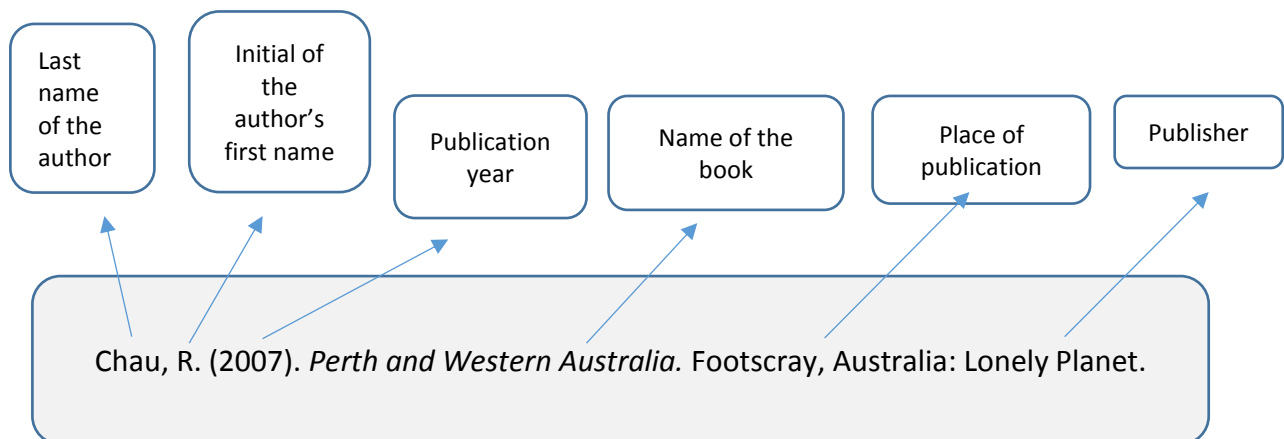 Last
name
of the
author
Initial of
the
author’s
first name
Publication
year
Name of the
book
Place of
publication
Publisher
Chau, R. (2007). Perth and Western Australia. Footscray, Australia: Lonely Planet.